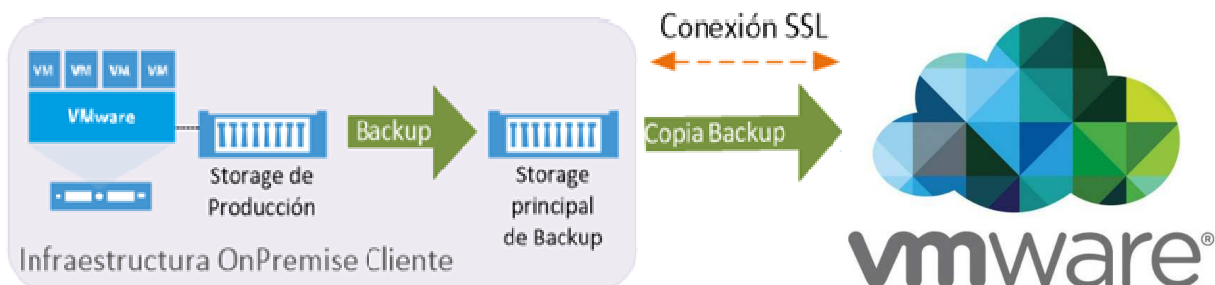 Conexión SSL
VM VM VM VM
VMware
Backup
Copia Backup
Storage de
Producción
Storage
principal
de Backup
Infraestructura OnPremise Cliente
vmware®